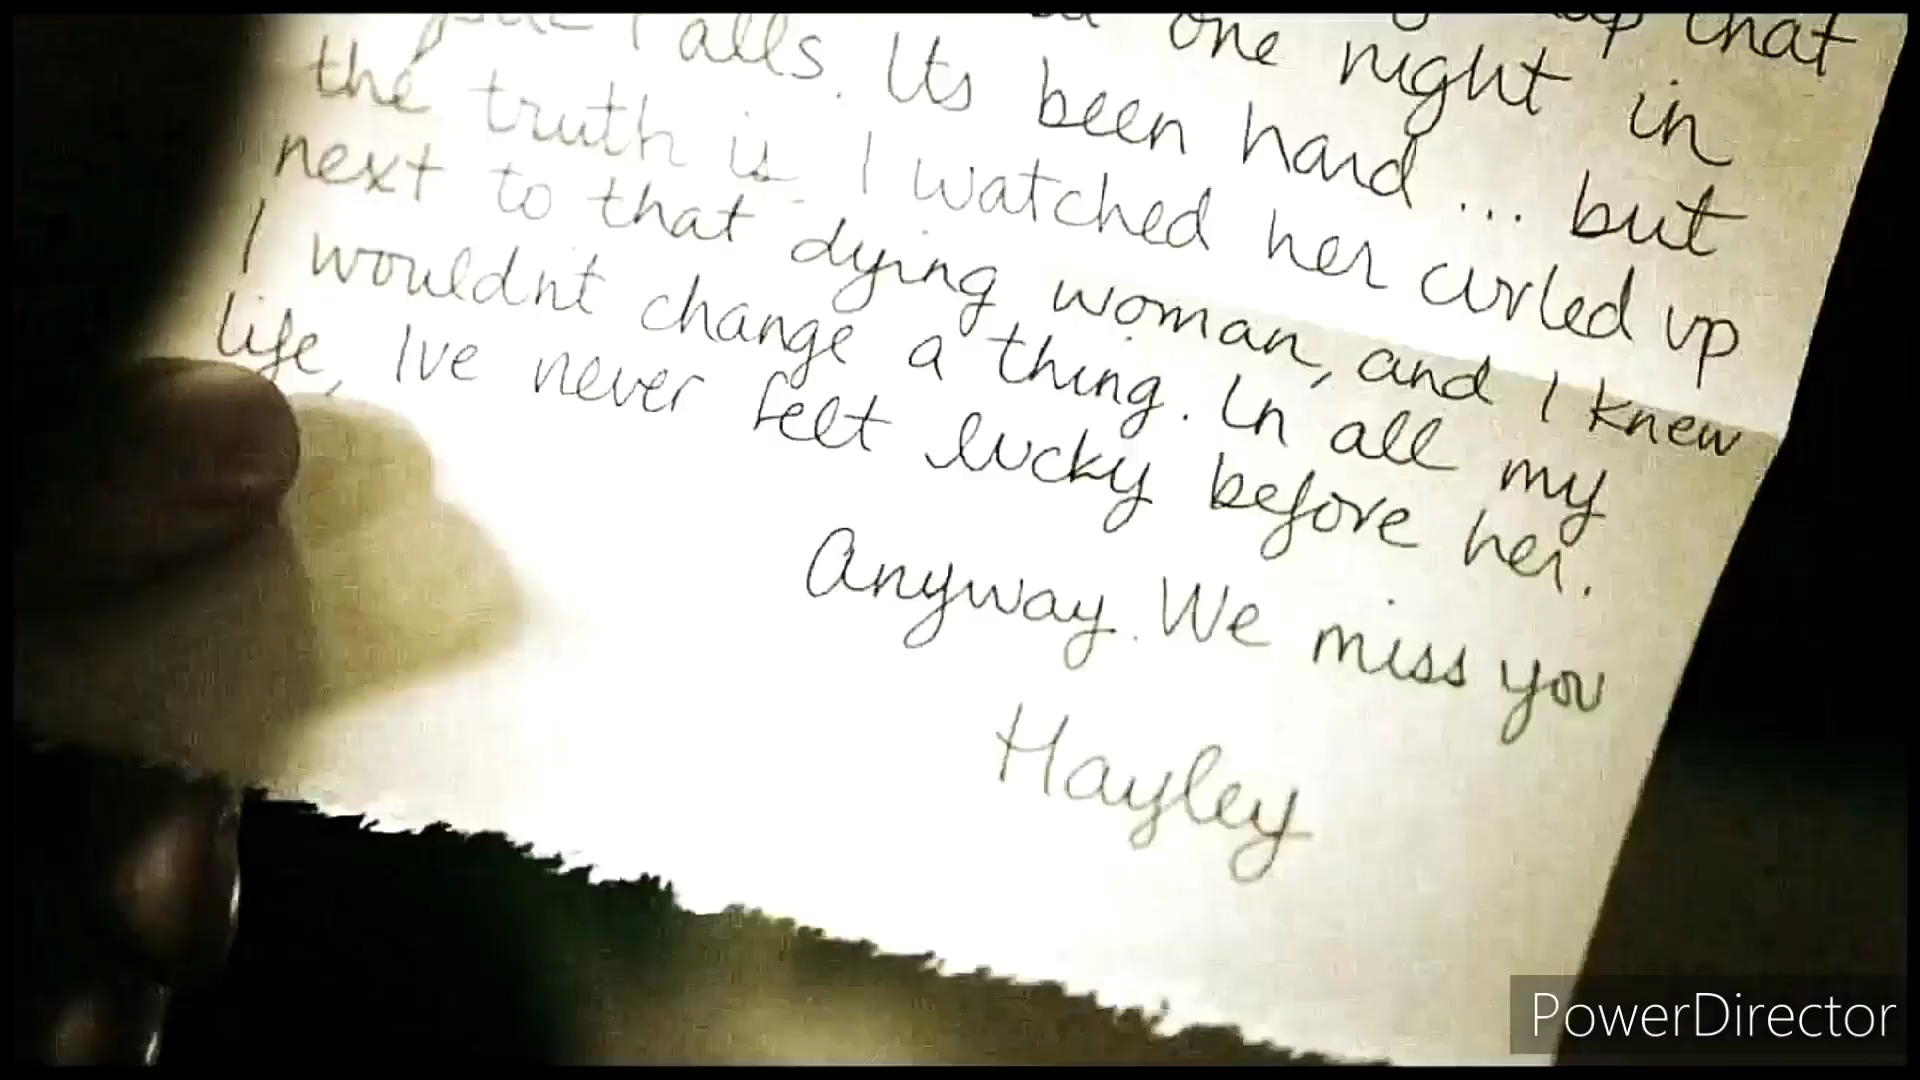 that
one night in
alls. Its been hard... but
the truth is I watched her curled up
next to that dying woman, and I knew
I wouldnt change a thing. In all my
life, Ive never felt lucky before her.
Anyway. We miss you
Hayley
PowerDirector